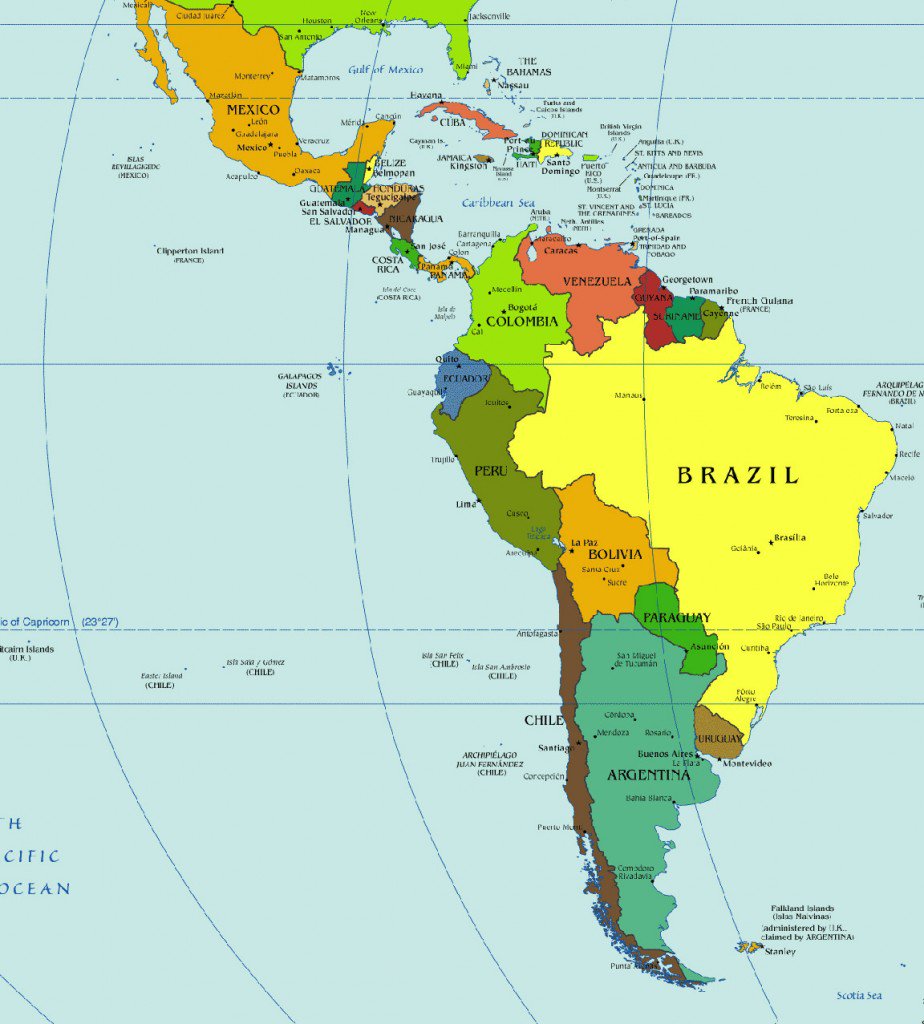 Mexicali
Ciudad Juarez
Houston
New
Orleans
Jacksonville
San Antonio
Monterrey
Matamoros
Gulf of Mexico
Miami
THE
BAHAMAS
Nassau
Mazatlán
MEXICO
León
Guadalajara
Mexico
Puebla
Veracruz
Mérida
Cancún
Acapulco
Oaxaca
ISLAS
REVILLAGIGEDO
(MEXICO)
Havana
CUBA
Turks and
Caicos Islands
(U.K.)
Cayman Is.
(U.K.)
JAMAICA
Kingston
Port-au-
Prince
HAITI
DOMINICAN
REPUBLIC
Santo
Domingo
British Virgin
Islands
(U.K.)
Puerto
RICO
(U.S.)
Anguilla (U.K.)
ST. KITTS AND NEVIS
ANTIGUA AND BARBUDA
Guadeloupe (FR.)
Montserrat
(U.K.)
DOMINICA
Martinique (FR.)
ST. LUCIA
ST. VINCENT AND
THE GRENADINES
BARBADOS
GRENADA
Port-of-Spain
TRINIDAD AND
TOBAGO
Aruba
(NETH.)
Neth. Antilles
(NETH.)
BELIZE
Belmopan
GUATEMALA
Guatemala
HONDURAS
Tegucigalpa
San Salvador
EL SALVADOR
NICARAGUA
Managua
Caribbean Sea
San José
COSTA
RICA
Colon
Panama
PANAMA
Clipperton Island
(FRANCE)
Isla del Coco
(COSTA RICA)
Isla de
Malpelo
Barranquilla
Cartagena
Maracaibo
Caracas
VENEZUELA
Medellín
Bogotá
COLOMBIA
Cali
Georgetown
GUYANA
Paramaribo
SURINAME
French Guiana
(FRANCE)
Cayenne
GALAPAGOS
ISLANDS
(ECUADOR)
Quito
ECUADOR
Guayaquil
Iquitos
Manaus
Belém
São Luís
Teresina
Fortaleza
ARQUIPÉLAG
FERNANDO DE N
(BRAZIL)
Natal
Recife
Maceio
Salvador
Trujillo
PERU
Lima
Cusco
Lago
Titicaca
Arequipa
BRAZIL
Brasília
Goiânia
Belo
Horizonte
La Paz
BOLIVIA
Santa Cruz
Sucre
PARAGUAY
Asunción
Rio de Janeiro
São Paulo
Curitiba
Pôrto
Alegre
ic of Capricorn (23°27')
itcairn Islands
(U.K.)
Easter Island
(CHILE)
Isla Sala y Gómez
(CHILE)
Isla San Felix
(CHILE)
Isla San Ambrosio
(CHILE)
Antofagasta
San Miguel
de Tucumán
CHILE
Córdoba
Mendoza
Rosario
Santiago
Buenos Aires
La Plata
URUGUAY
Montevideo
ARCHIPIÉLAGO
JUAN FERNÁNDEZ
(CHILE)
Concepción
ARGENTINA
Bahía Blanca
Puerto Mont
Comodoro
Rivadavia
TH
CIFIC
OCEAN
Falkland Islands
(Islas Malvinas)
(administered by U.K.,
claimed by ARGENTINA)
Stanley
Punta Arenas
Scotia Sea